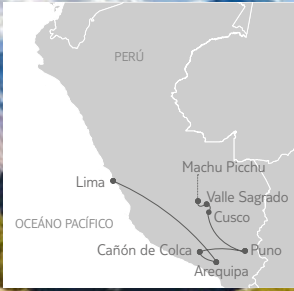 PERÚ
Machu Picchu
Lima
Valle Sagrado
Cusco
OCEÁNO PACÍFICO
Cañón de Colca
Puno
Arequipa